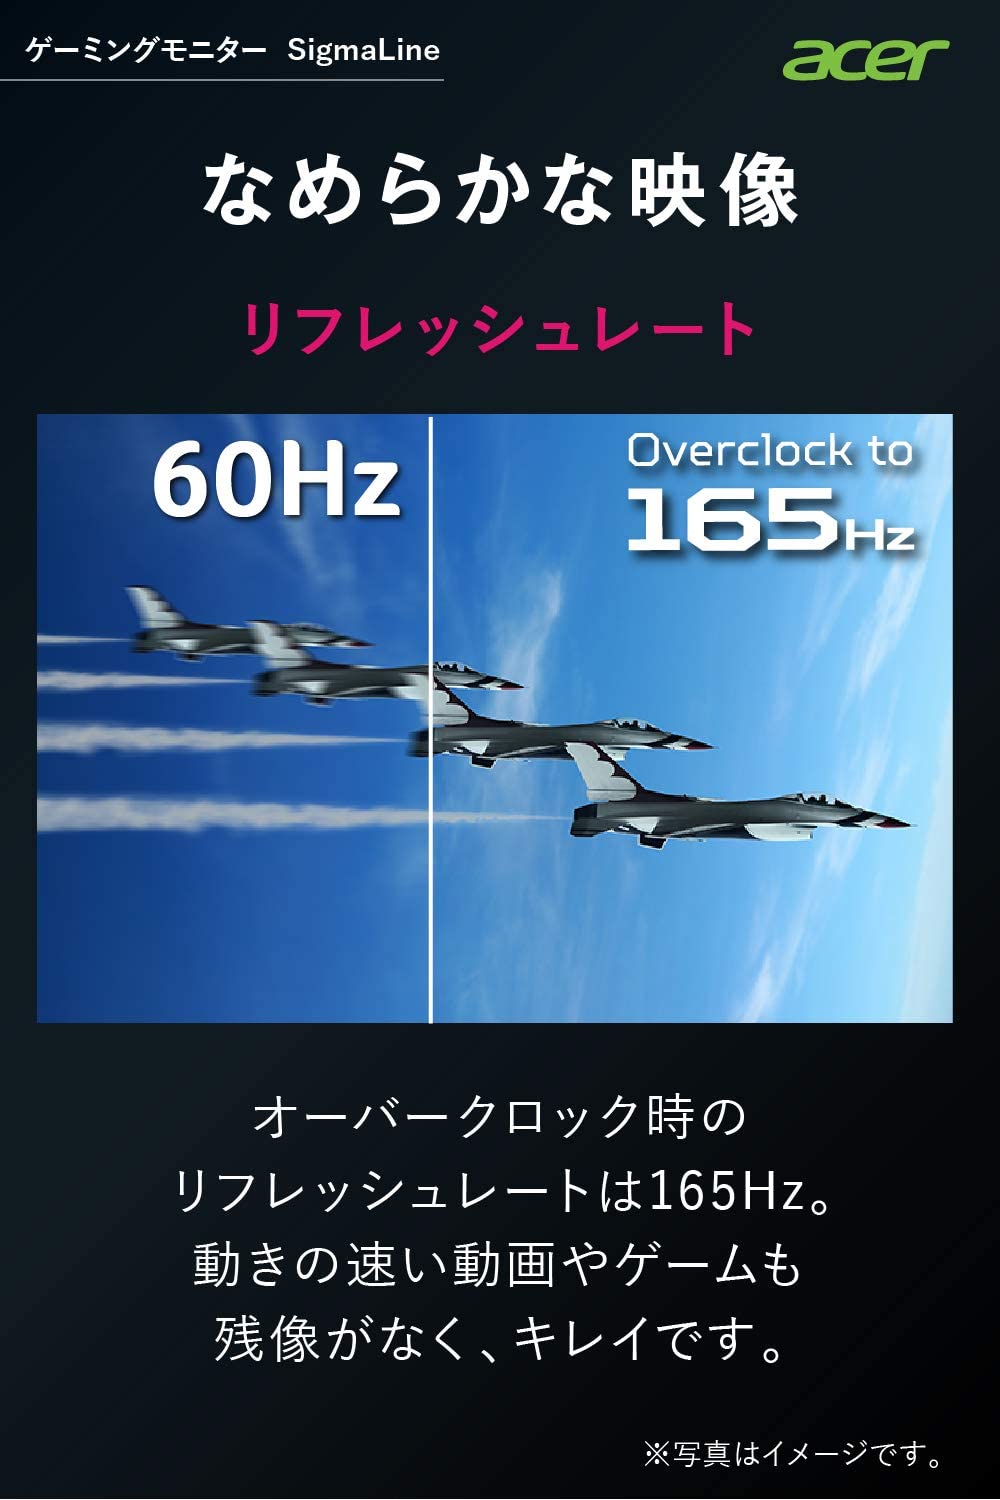 ゲーミングモニター SigmaLine
acer
なめらかな映像
リフレッシュレート
60Hz
Overclock to
165Hz
オーバークロック時の
リフレッシュレートは165Hz。
動きの速い動画やゲームも
残像がなく、キレイです。
※写真はイメージです。